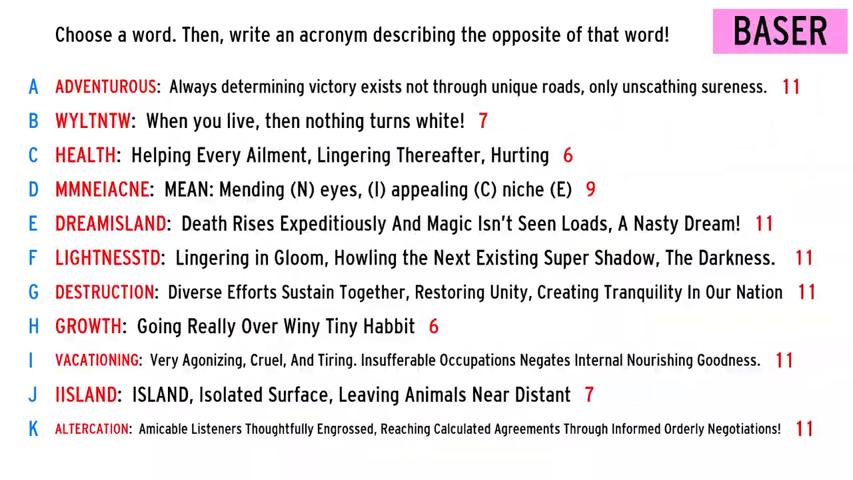 Choose a word. Then, write an acronym describing the opposite of that word!
BASER
A ADVENTUROUS: Always determining victory exists not through unique roads, only unscathing sureness. 11
B WYLTNTW: When you live, then nothing turns white! 7
C HEALTH: Helping Every Ailment, Lingering Thereafter, Hurting 6
D MMNEIACNE: MEAN: Mending (N) eyes, (I) appealing (C) niche (E) 9
E DREAMISLAND: Death Rises Expeditiously And Magic Isn't Seen Loads, A Nasty Dream! 11
F LIGHTNESSTD: Lingering in Gloom, Howling the Next Existing Super Shadow, The Darkness. 11
G DESTRUCTION: Diverse Efforts Sustain Together, Restoring Unity, Creating Tranquility In Our Nation 11
H GROWTH: Going Really Over Winy Tiny Habbit 6
I VACATIONING: Very Agonizing, Cruel, And Tiring. Insufferable Occupations Negates Internal Nourishing Goodness. 11
J IISLAND: ISLAND, Isolated Surface, Leaving Animals Near Distant 7
K ALTERCATION: Amicable Listeners Thoughtfully Engrossed, Reaching Calculated Agreements Through Informed Orderly Negotiations! 11